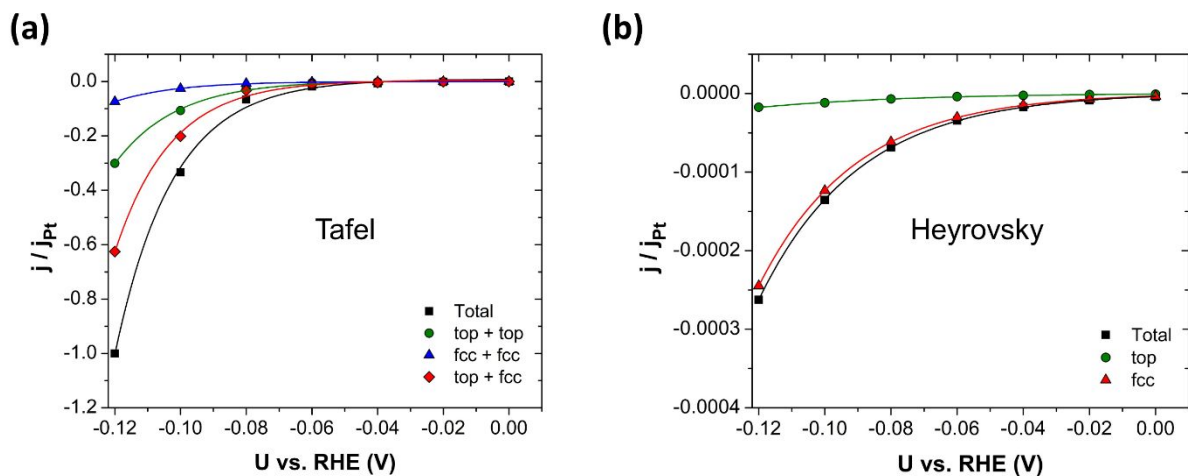 (a)
j / jPt
0.0
-0.2
-0.4
-0.6
-0.8
-1.0
-1.2
Tafel
Total
top + top
fcc + fcc
top + fcc
-0.12 -0.10 -0.08 -0.06 -0.04 -0.02 0.00
U vs. RHE (V)
(b)
j / jPt
0.0000
-0.0001
-0.0002
-0.0003
-0.0004
Heyrovsky
Total
top
fcc
-0.12 -0.10 -0.08 -0.06 -0.04 -0.02 0.00
U vs. RHE (V)